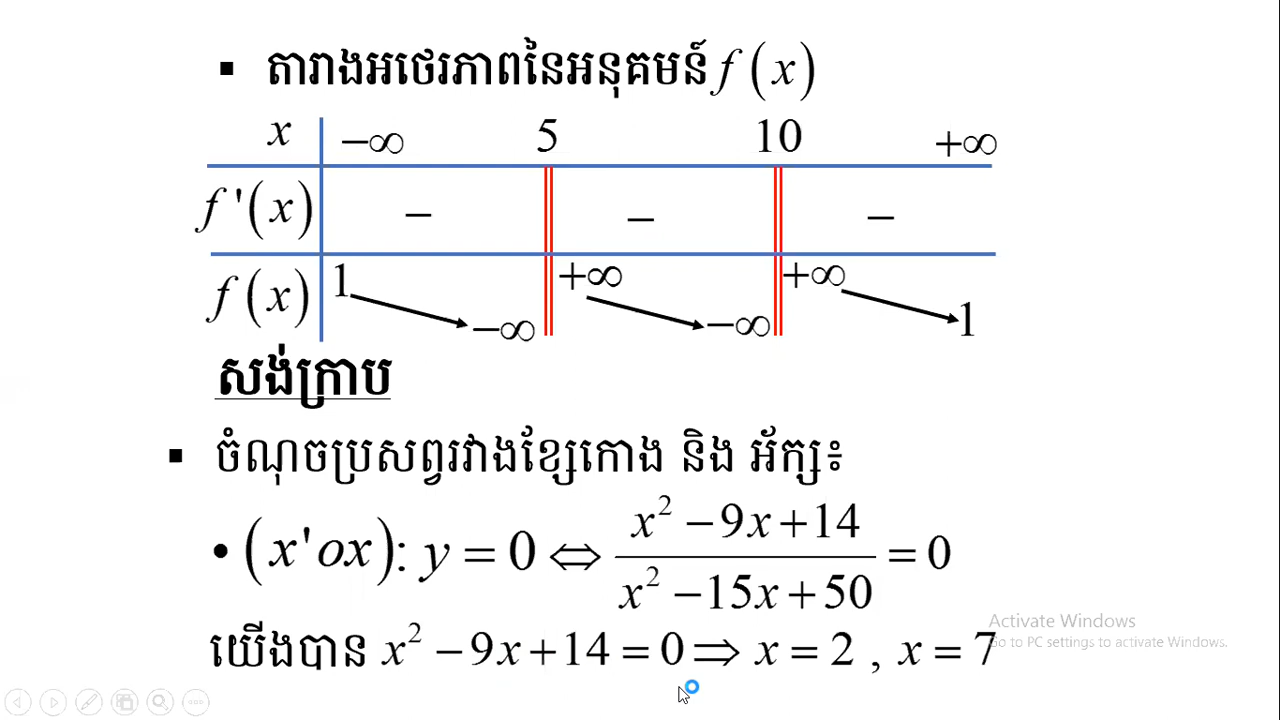 ▪ តារាងអថេរភាពនៃអនុគមន៍ f(x)
x −∞ 5 10 +∞
f'(x) − − −
f(x) 1 −∞ +∞ −∞ +∞ 1
សង់ក្រាប
▪ ចំណុចប្រសព្វរវាងខ្សែកោង និង អ័ក្ស៖
• (x'ox): y = 0 ⇔ (x² − 9x + 14)/(x² − 15x + 50) = 0
យើងបាន x² − 9x + 14 = 0 ⇒ x = 2 , x = 7
Activate Windows
Go to PC settings to activate Windows.